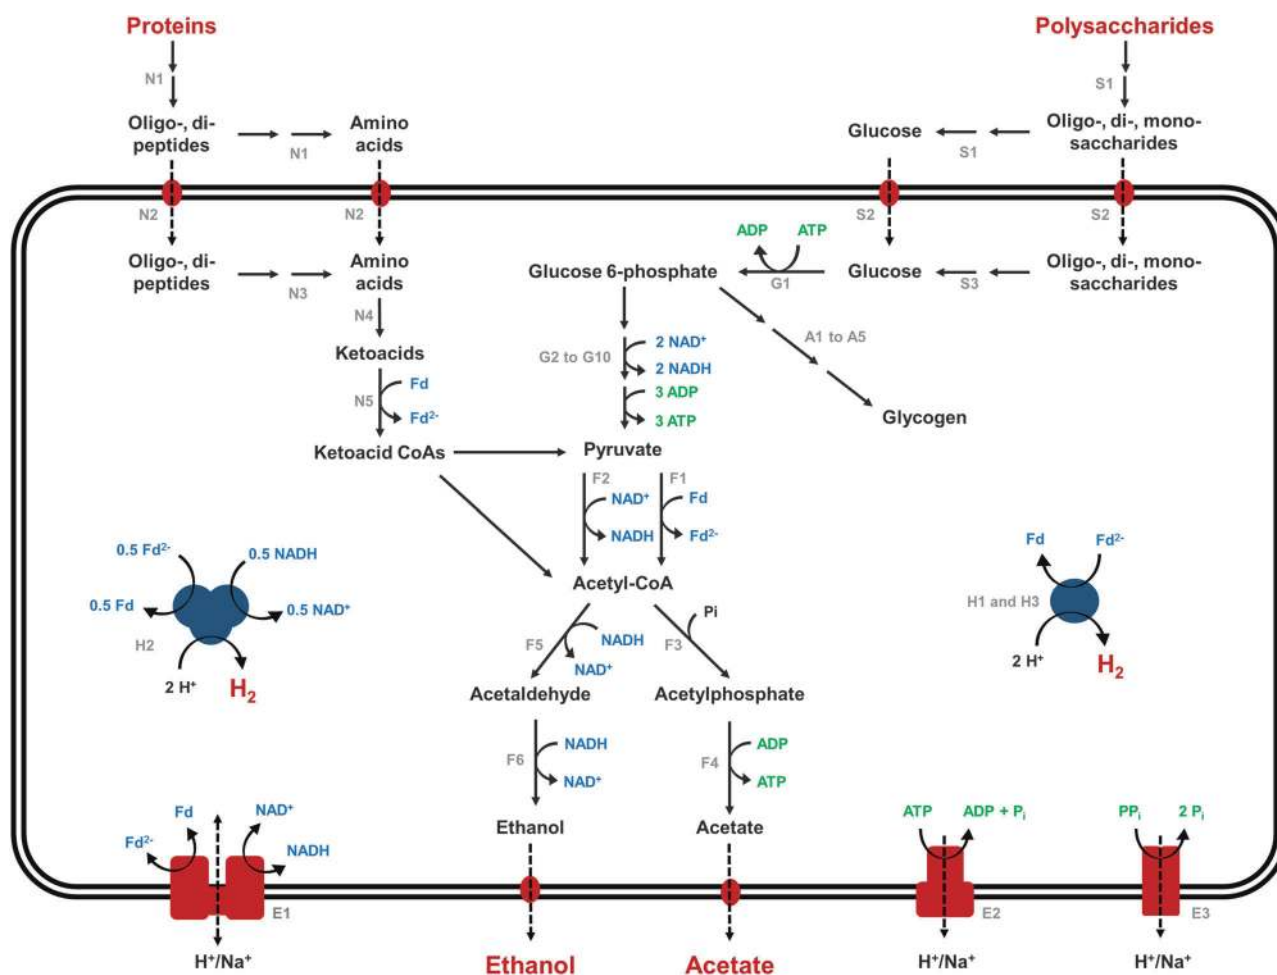 Proteins
Polysaccharides
N1
S1
Oligo-, di-
peptides
N1
Amino
acids
Glucose
S1
Oligo-, di-, mono-
saccharides
N2
N2
S2
S2
ADP
ATP
Oligo-, di-
peptides
N3
Amino
acids
Glucose 6-phosphate
G1
Glucose
S3
Oligo-, di-, mono-
saccharides
N4
Ketoacids
G2 to G10
2 NAD⁺
2 NADH
A1 to A5
N5
Fd
Fd²⁻
3 ADP
3 ATP
Glycogen
Ketoacid CoAs
Pyruvate
F2
F1
NAD⁺
NADH
Fd
Fd²⁻
0.5 Fd²⁻
0.5 NADH
0.5 Fd
0.5 NAD⁺
H2
2 H⁺
H₂
Acetyl-CoA
Fd
Fd²⁻
H1 and H3
2 H⁺
H₂
F5
NADH
NAD⁺
F3
Pi
Acetaldehyde
Acetylphosphate
F6
NADH
NAD⁺
F4
ADP
ATP
Ethanol
Acetate
Fd²⁻
Fd
NAD⁺
NADH
E1
H⁺/Na⁺
Ethanol
Acetate
ATP
ADP + Pᵢ
E2
H⁺/Na⁺
PPᵢ
2 Pᵢ
E3
H⁺/Na⁺